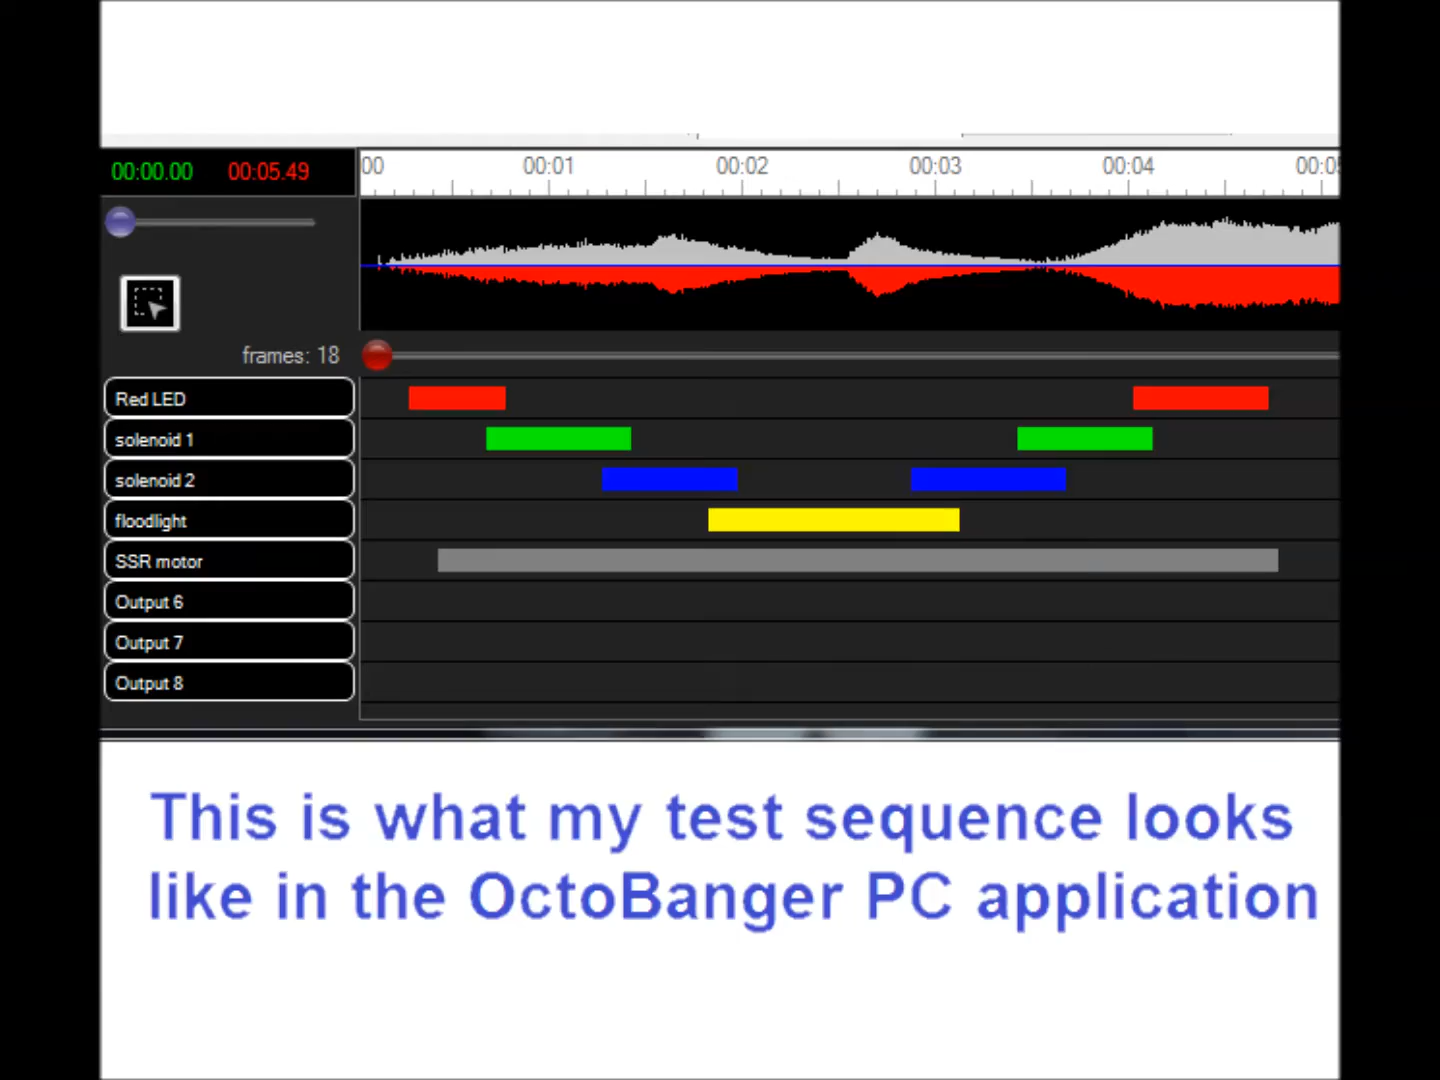 00:00.00 00:05.49 00 00:01 00:02 00:03 00:04 00:0
frames: 18
Red LED
solenoid 1
solenoid 2
floodlight
SSR motor
Output 6
Output 7
Output 8
This is what my test sequence looks
like in the OctoBanger PC application